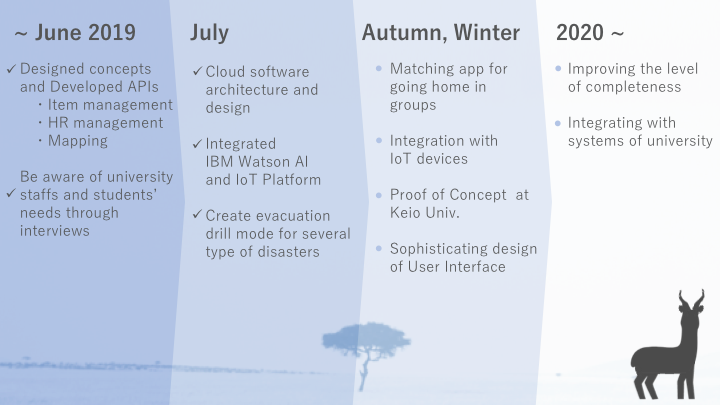 ~ June 2019
✓ Designed concepts
and Developed APIs
・Item management
・HR management
・Mapping
Be aware of university
✓ staffs and students’
needs through
interviews
July
✓ Cloud software
architecture and
design
✓ Integrated
IBM Watson AI
and IoT Platform
✓ Create evacuation
drill mode for several
type of disasters
Autumn, Winter
• Matching app for
going home in
groups
• Integration with
IoT devices
• Proof of Concept at
Keio Univ.
• Sophisticating design
of User Interface
2020 ~
• Improving the level
of completeness
• Integrating with
systems of university